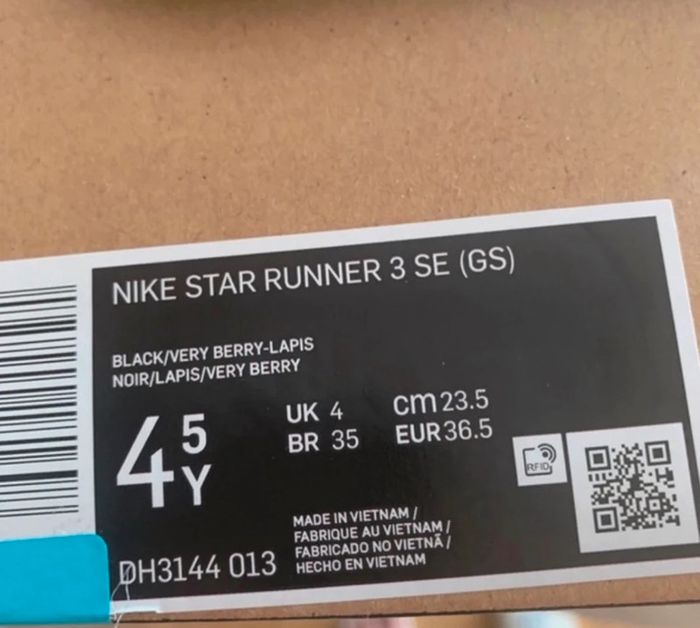 NIKE STAR RUNNER 3 SE (GS)
BLACK/VERY BERRY-LAPIS
NOIR/LAPIS/VERY BERRY
4 5 Y
UK 4
BR 35
cm 23.5
EUR 36.5
RFID
MADE IN VIETNAM /
FABRIQUE AU VIETNAM /
FABRICADO NO VIETNÃ /
HECHO EN VIETNAM
DH3144 013